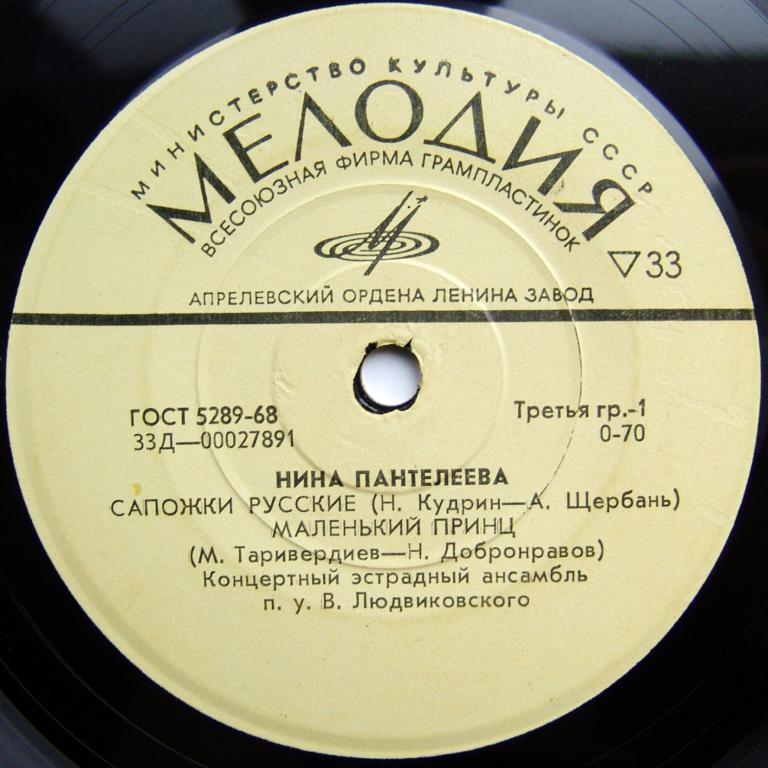 МИНИСТЕРСТВО КУЛЬТУРЫ СССР
МЕЛОДИЯ
ВСЕСОЮЗНАЯ ФИРМА ГРАМПЛАСТИНОК
▽33
АПРЕЛЕВСКИЙ ОРДЕНА ЛЕНИНА ЗАВОД
ГОСТ 5289-68
33Д—00027891
Третья гр.-1
0-70
НИНА ПАНТЕЛЕЕВА
САПОЖКИ РУССКИЕ (Н. Кудрин—А. Щербань)
МАЛЕНЬКИЙ ПРИНЦ
(М. Таривердиев—Н. Добронравов)
Концертный эстрадный ансамбль
п. у. В. Людвиковского